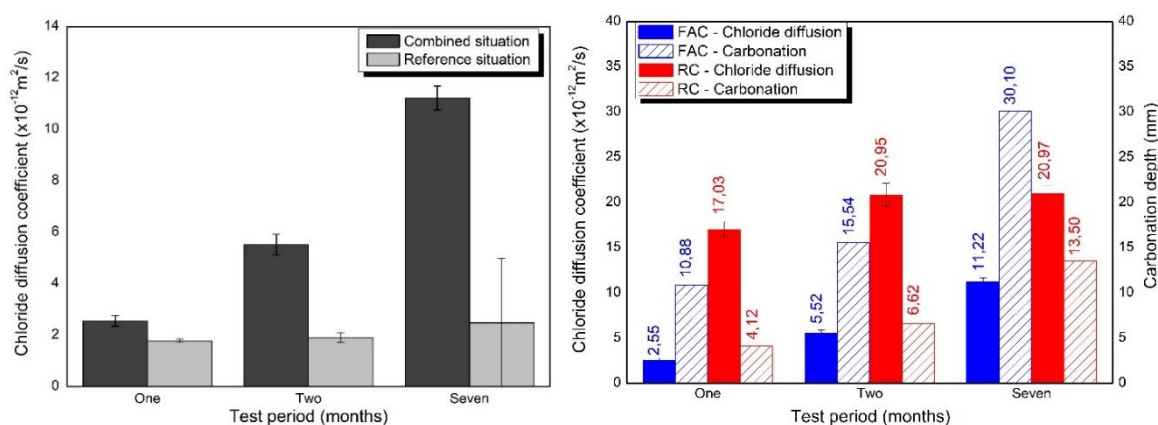 14
12
10
8
6
4
2
0
Chloride diffusion coefficient (x10⁻¹²m²/s)
Combined situation
Reference situation
One
Two
Seven
Test period (months)
40
35
30
25
20
15
10
5
0
Chloride diffusion coefficient (x10⁻¹²m²/s)
FAC - Chloride diffusion
FAC - Carbonation
RC - Chloride diffusion
RC - Carbonation
2,55
10,88
17,03
4,12
5,52
15,54
20,95
6,62
11,22
30,10
20,97
13,50
One
Two
Seven
Test period (months)
40
35
30
25
20
15
10
5
0
Carbonation depth (mm)